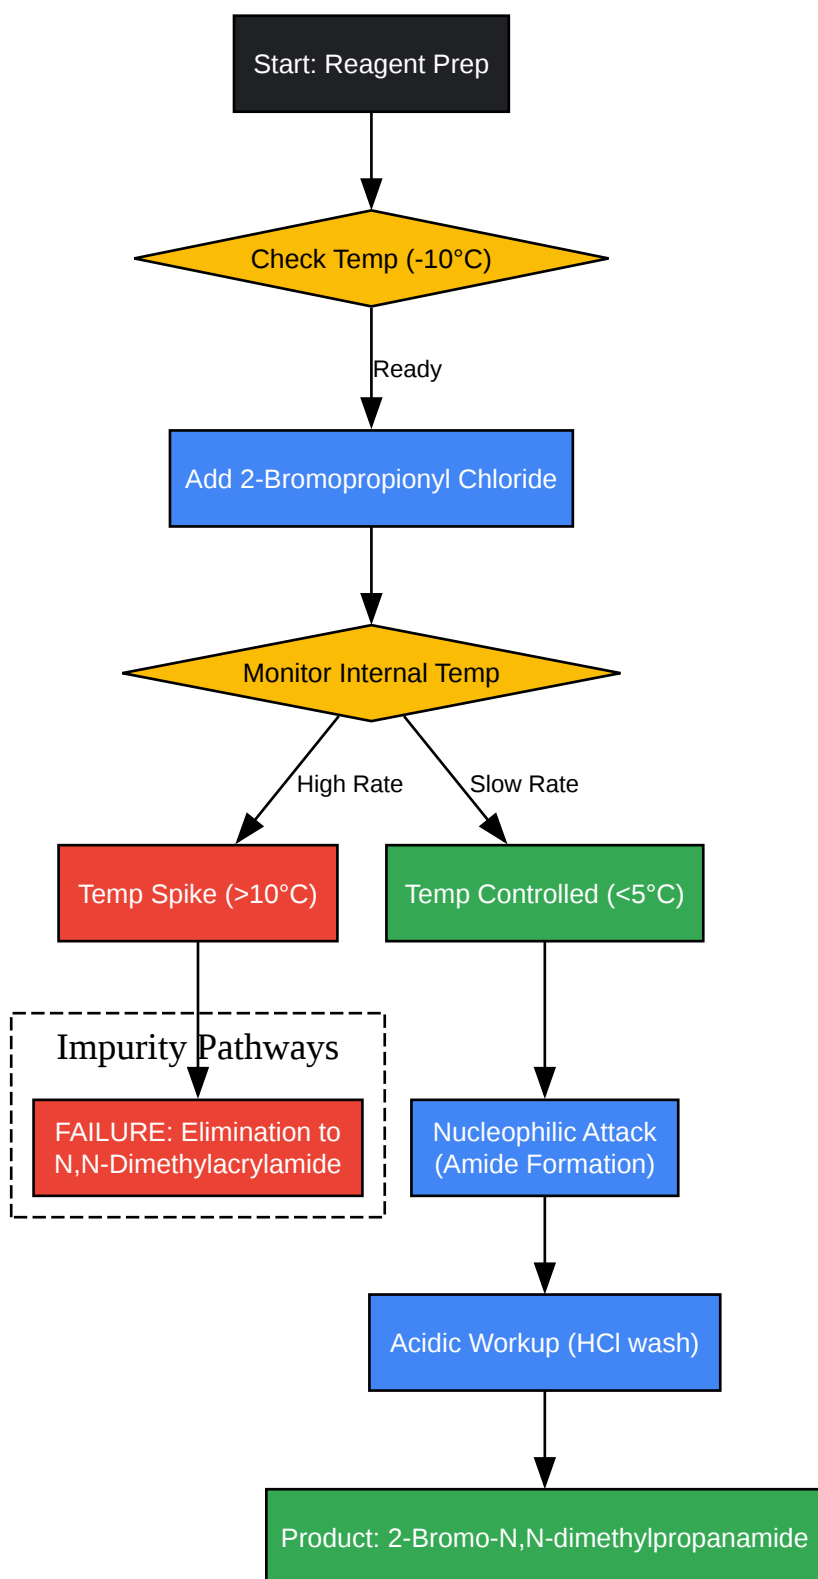 Start: Reagent Prep
Check Temp (-10°C)
Ready
Add 2-Bromopropionyl Chloride
Monitor Internal Temp
High Rate
Slow Rate
Temp Spike (>10°C)
Temp Controlled (<5°C)
Impurity Pathways
FAILURE: Elimination to
N,N-Dimethylacrylamide
Nucleophilic Attack
(Amide Formation)
Acidic Workup (HCl wash)
Product: 2-Bromo-N,N-dimethylpropanamide